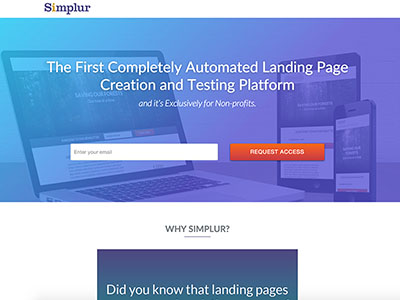 Simplur
The First Completely Automated Landing Page
Creation and Testing Platform
and it's Exclusively for Non-profits.
Enter your email
REQUEST ACCESS
WHY SIMPLUR?
Did you know that landing pages